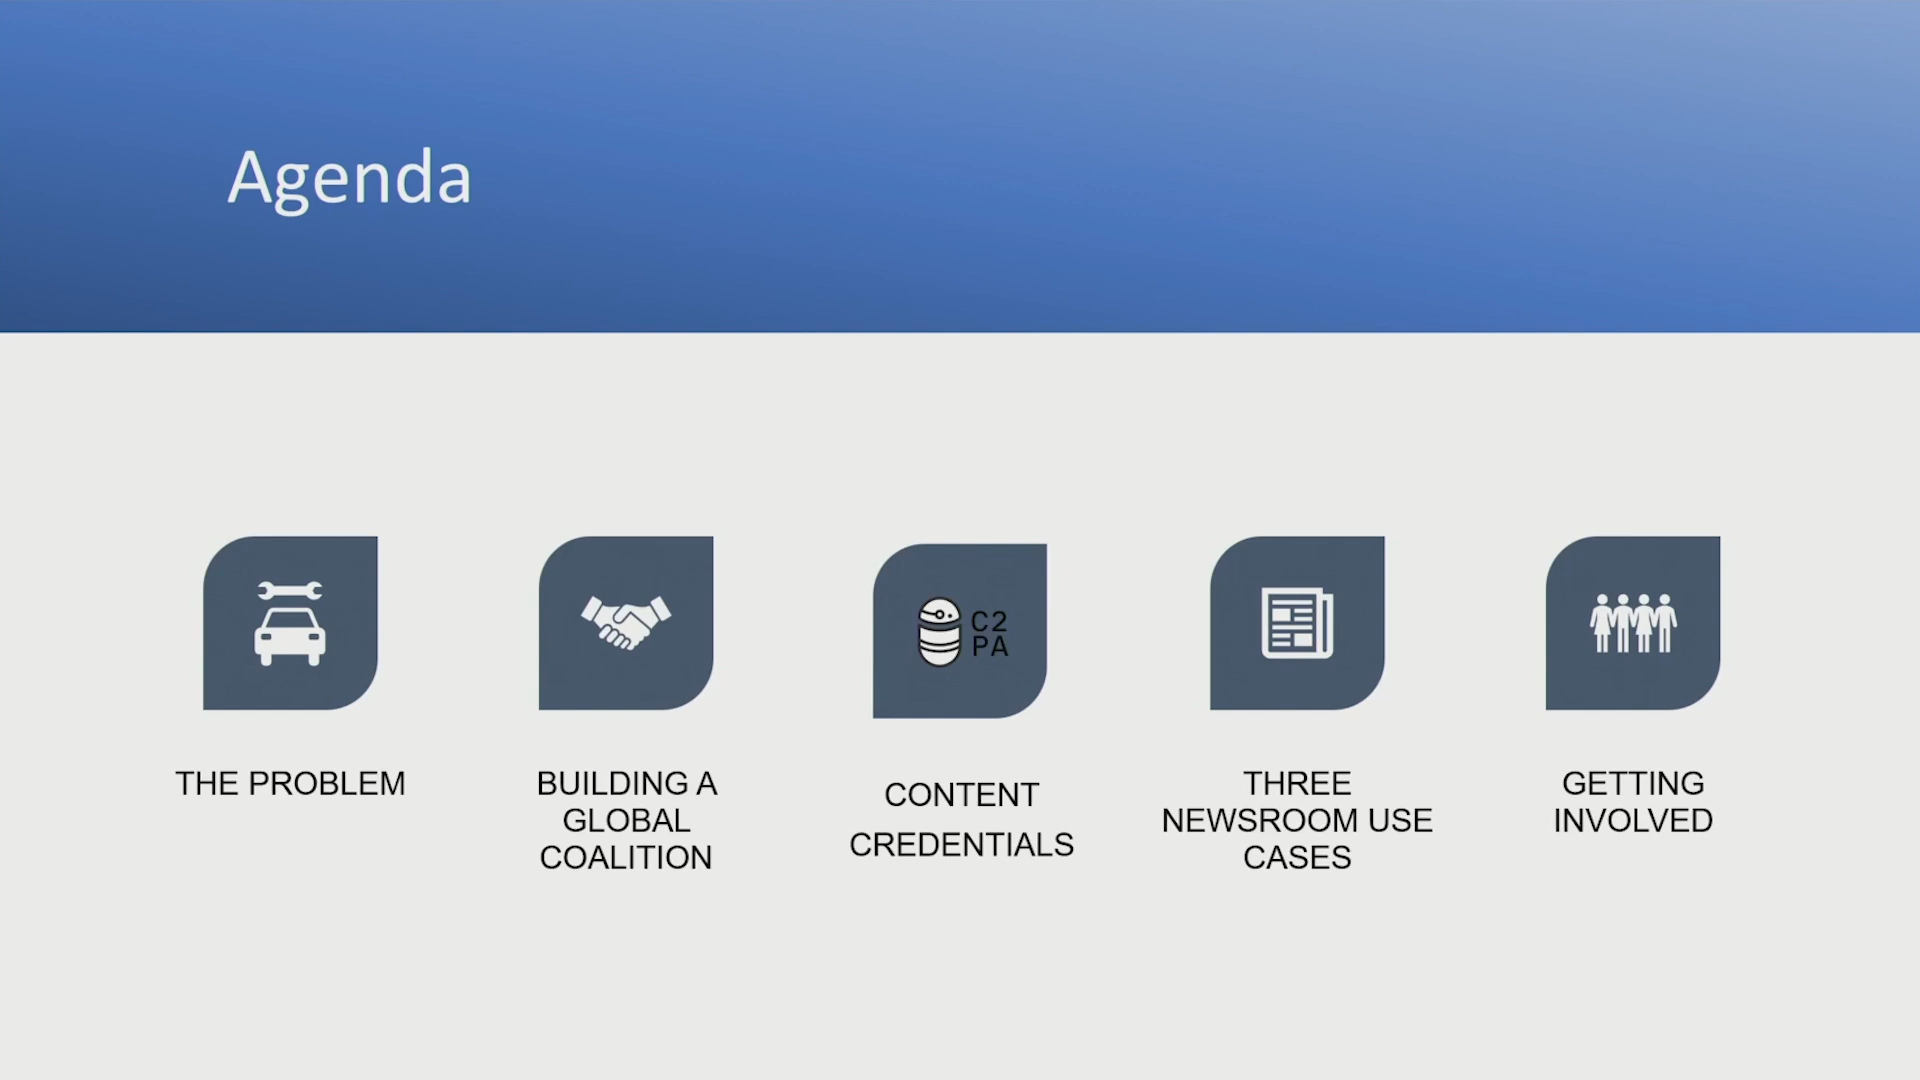 Agenda
C2
PA
THE PROBLEM
BUILDING A
GLOBAL
COALITION
CONTENT
CREDENTIALS
THREE
NEWSROOM USE
CASES
GETTING
INVOLVED